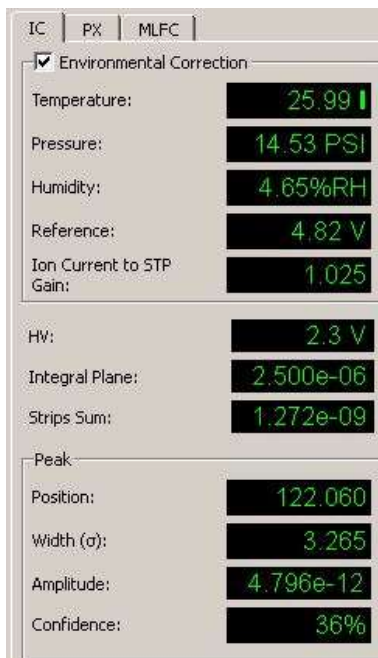 IC PX MLFC
Environmental Correction
Temperature: 25.99
Pressure: 14.53 PSI
Humidity: 4.65%RH
Reference: 4.82 V
Ion Current to STP
Gain: 1.025
HV: 2.3 V
Integral Plane: 2.500e-06
Strips Sum: 1.272e-09
Peak
Position: 122.060
Width (σ): 3.265
Amplitude: 4.796e-12
Confidence: 36%